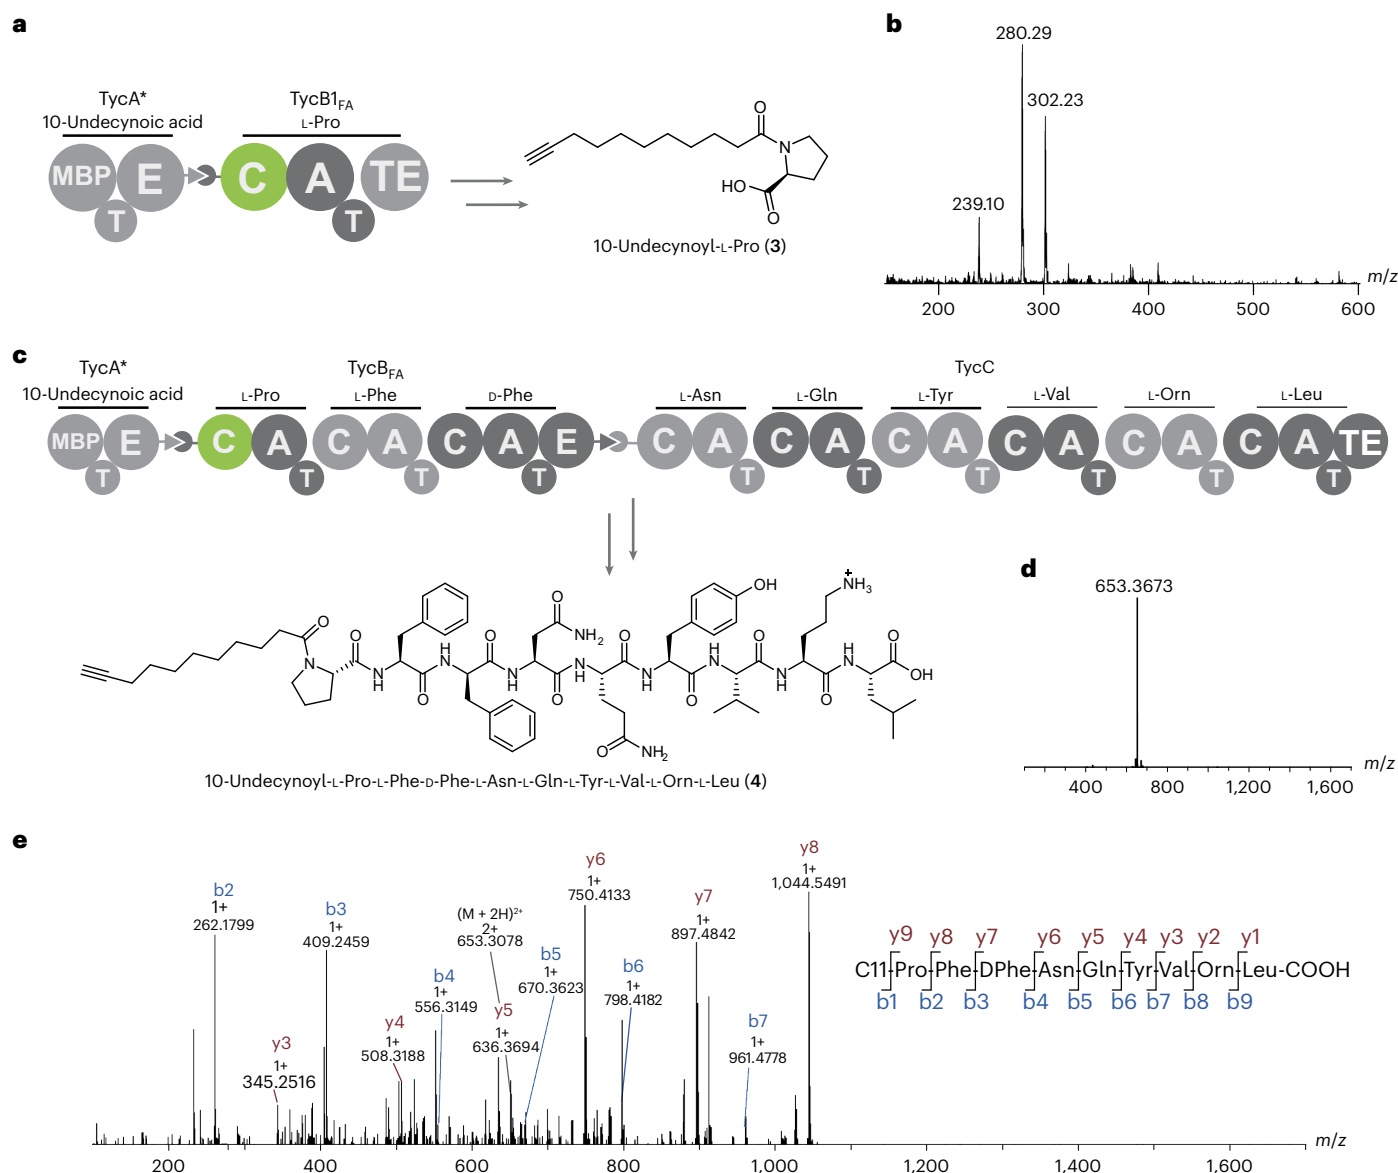 a
TycA*
10-Undecynoic acid
TycB1FA
L-Pro
MBP
E
T
C
A
T
TE
O
N
HO
O
10-Undecynoyl-L-Pro (3)
b
280.29
302.23
239.10
m/z
200
300
400
500
600
c
TycA*
10-Undecynoic acid
TycBFA
L-Pro
L-Phe
D-Phe
TycC
L-Asn
L-Gln
L-Tyr
L-Val
L-Orn
L-Leu
MBP
E
T
C
A
T
C
A
T
C
A
T
E
C
A
T
C
A
T
C
A
T
C
A
T
C
A
T
C
A
T
TE
O
N
O
N
H
O
H
N
O
N
H
O
NH2
O
N
H
O
NH2
O
N
H
OH
O
H
N
O
N
H
+
NH3
O
H
N
O
OH
10-Undecynoyl-L-Pro-L-Phe-D-Phe-L-Asn-L-Gln-L-Tyr-L-Val-L-Orn-L-Leu (4)
d
653.3673
m/z
400
800
1,200
1,600
e
b2
1+
262.1799
b3
1+
409.2459
y3
1+
345.2516
y4
1+
508.3188
b4
1+
556.3149
(M + 2H)2+
2+
653.3078
y5
1+
636.3694
b5
1+
670.3623
y6
1+
750.4133
b6
1+
798.4182
y7
1+
897.4842
b7
1+
961.4778
y8
1+
1,044.5491
y9 y8 y7 y6 y5 y4 y3 y2 y1
C11-Pro-Phe-DPhe-Asn-Gln-Tyr-Val-Orn-Leu-COOH
b1 b2 b3 b4 b5 b6 b7 b8 b9
200
400
600
800
1,000
1,200
1,400
1,600
m/z